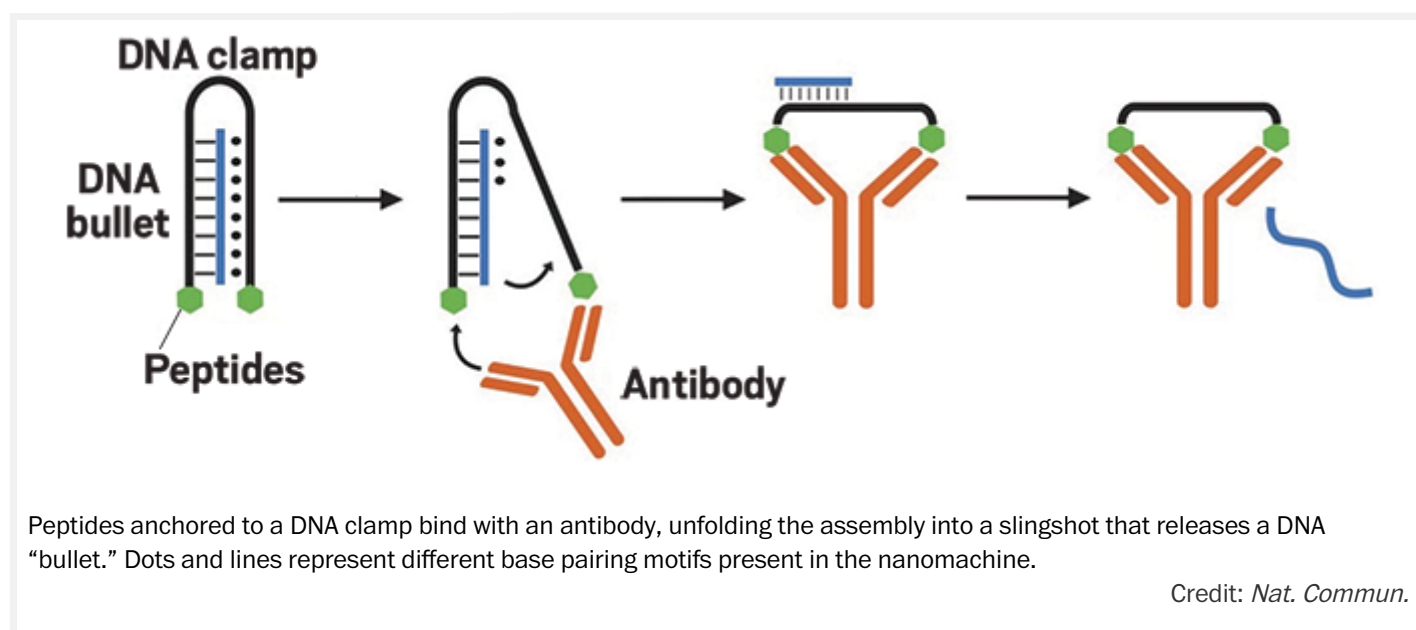 DNA clamp
DNA
bullet
Peptides
Antibody
Peptides anchored to a DNA clamp bind with an antibody, unfolding the assembly into a slingshot that releases a DNA
“bullet.” Dots and lines represent different base pairing motifs present in the nanomachine.
Credit: Nat. Commun.